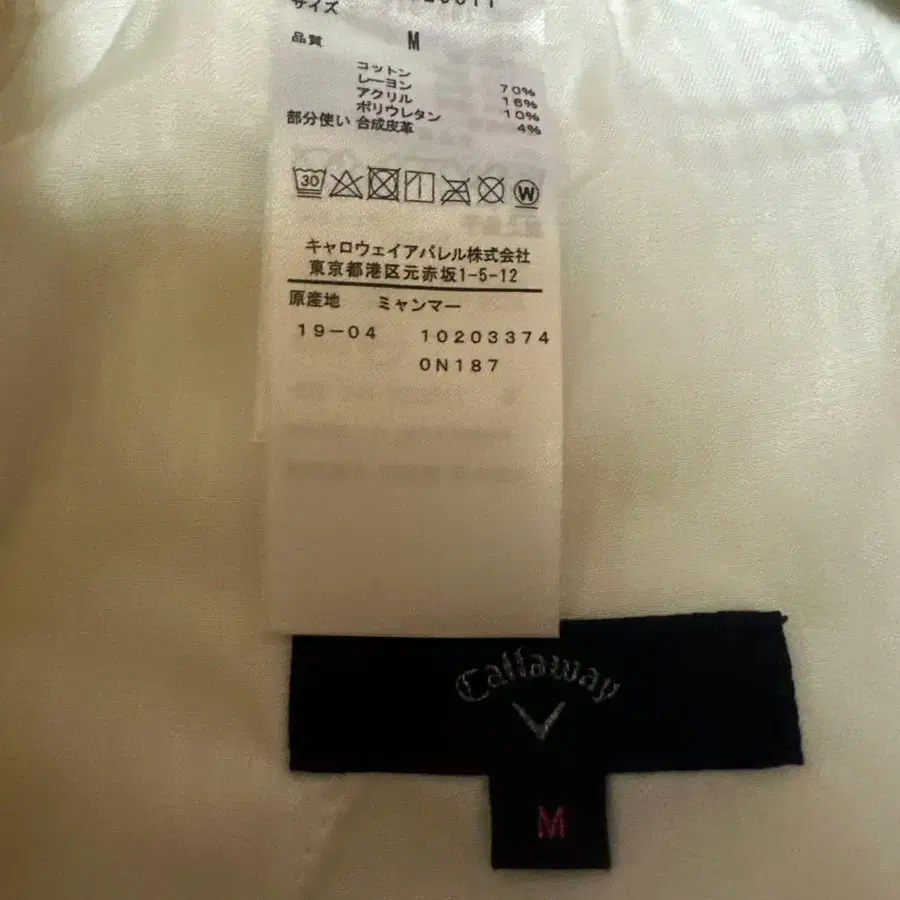 サイズ
品質 M
コットン 70%
レーヨン 16%
アクリル 10%
ポリウレタン 4%
部分使い 合成皮革
30 W
キャロウェイアパレル株式会社
東京都港区元赤坂1-5-12
原産地 ミャンマー
19-04 10203374
0N187
Callaway
M